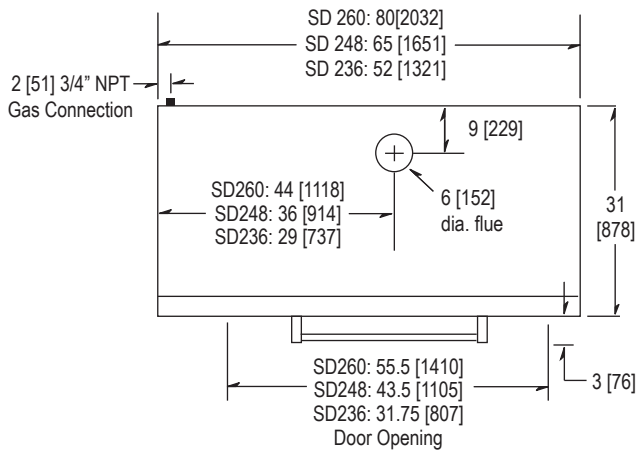 SD 260: 80[2032]
SD 248: 65 [1651]
SD 236: 52 [1321]
2 [51] 3/4” NPT
Gas Connection
9 [229]
SD260: 44 [1118]
SD248: 36 [914]
SD236: 29 [737]
6 [152]
dia. flue
31
[878]
SD260: 55.5 [1410]
SD248: 43.5 [1105]
SD236: 31.75 [807]
Door Opening
3 [76]